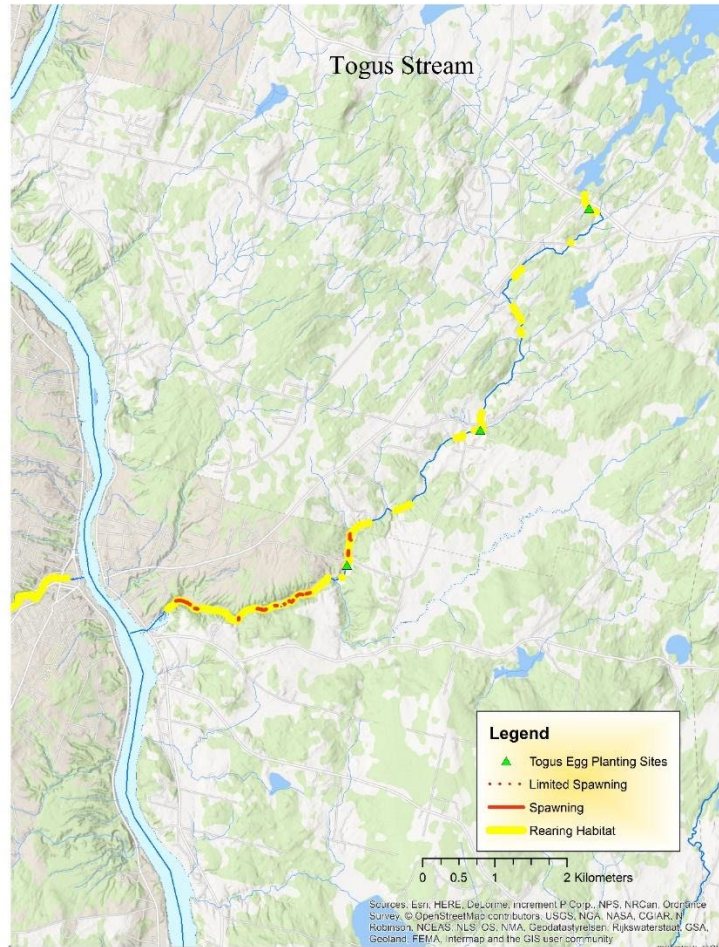 Togus Stream
Legend
Togus Egg Planting Sites
Limited Spawning
Spawning
Rearing Habitat
0 0.5 1 2 Kilometers
Sources: Esri, HERE, DeLorme, Increment P Corp., NPS, NRCan, Ordnance
Survey, © OpenStreetMap contributors, USGS, NGA, NASA, CGIAR, N
Robinson, NCEAS, NLS, OS, NMA, Geodatastyrelsen, Rijkswaterstaat, GSA,
Geoland, FEMA, Intermap and the GIS user community